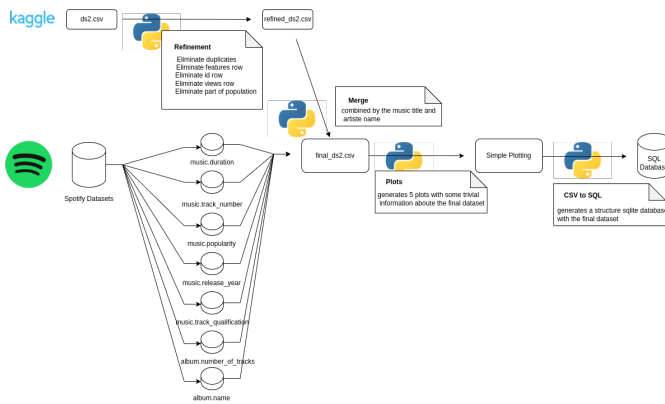 kaggle
ds2.csv
refined_ds2.csv
Refinement
Eliminate duplicates
Eliminate features row
Eliminate id row
Eliminate views row
Eliminate part of population
Merge
combined by the music title and
artiste name
Spotify Datasets
music.duration
music.track_number
music.popularity
music.release_year
music.track_qualification
album.number_of_tracks
album.name
final_ds2.csv
Plots
generates 5 plots with some trivial
information aboute the final dataset
Simple Plotting
CSV to SQL
generates a structure sqlite database
with the final dataset
SQL
Database